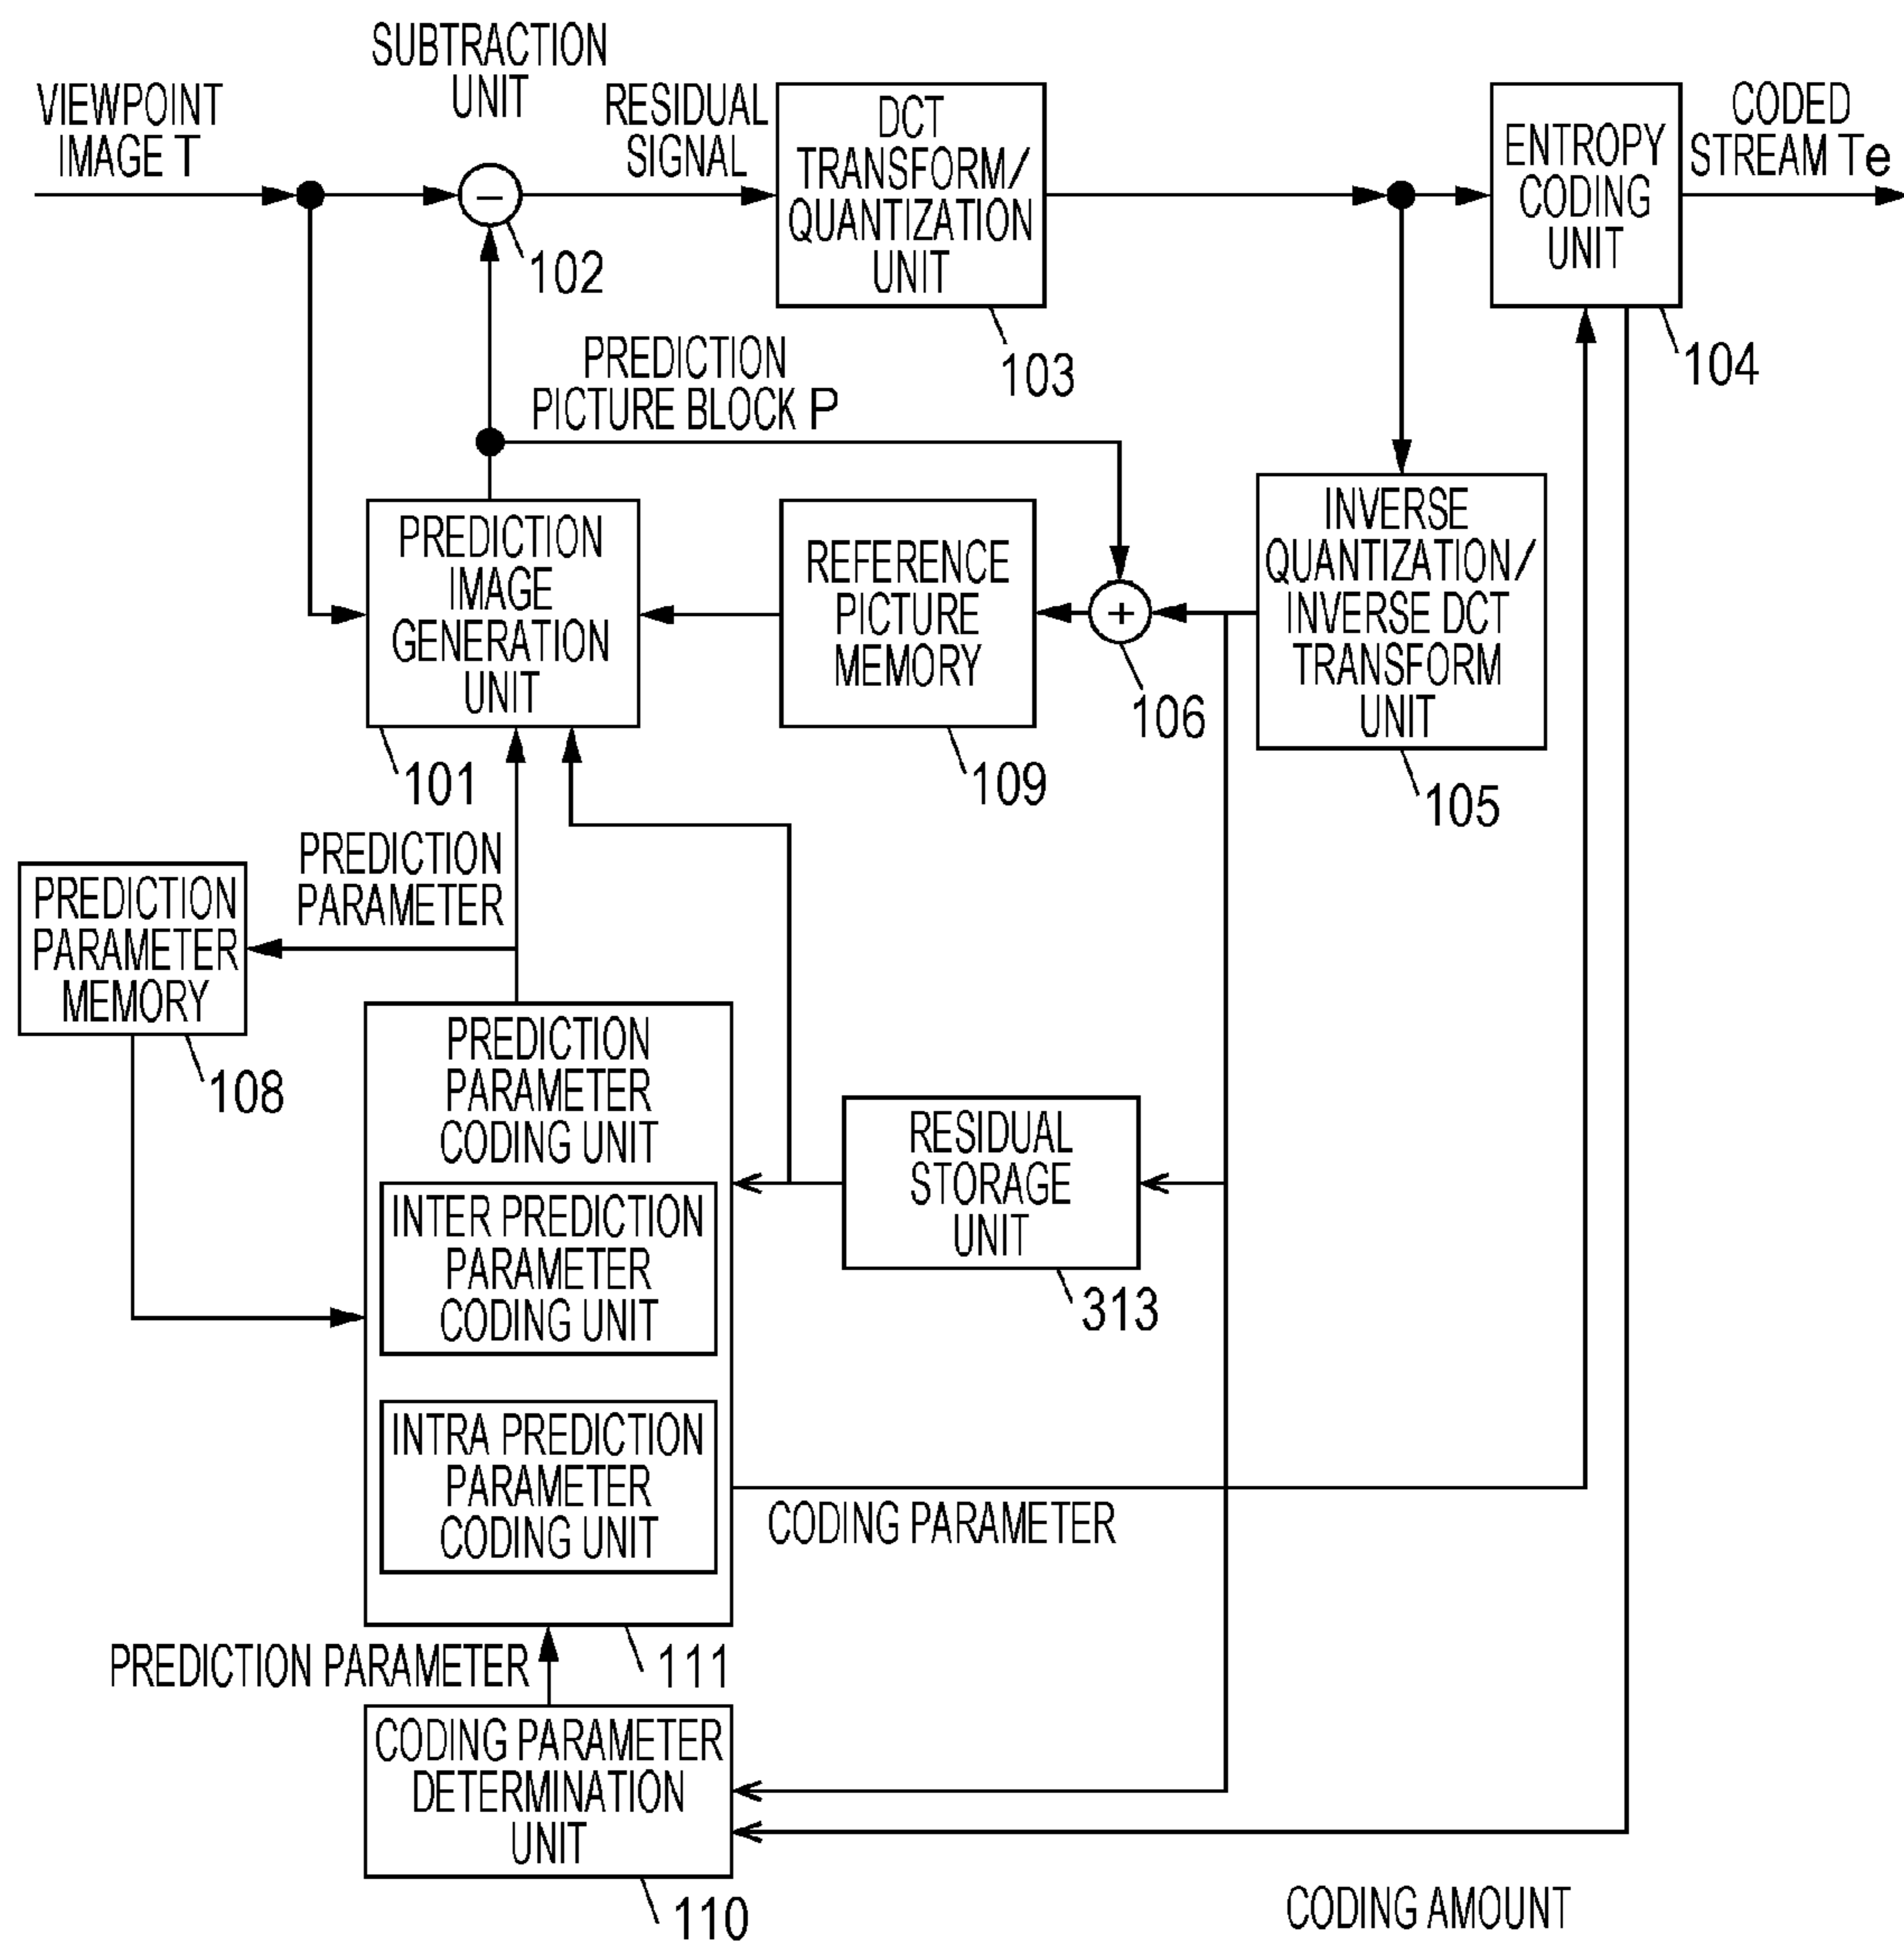 SUBTRACTION
UNIT
VIEWPOINT
IMAGE T
RESIDUAL
SIGNAL
DCT
TRANSFORM/
QUANTIZATION
UNIT
ENTROPY
CODING
UNIT
CODED
STREAM Te
−
102
103
104
PREDICTION
PICTURE BLOCK P
PREDICTION
IMAGE
GENERATION
UNIT
REFERENCE
PICTURE
MEMORY
+
INVERSE
QUANTIZATION/
INVERSE DCT
TRANSFORM
UNIT
101
109
106
105
PREDICTION
PARAMETER
PREDICTION
PARAMETER
MEMORY
108
PREDICTION
PARAMETER
CODING UNIT
INTER PREDICTION
PARAMETER
CODING UNIT
INTRA PREDICTION
PARAMETER
CODING UNIT
RESIDUAL
STORAGE
UNIT
313
CODING PARAMETER
PREDICTION PARAMETER
111
CODING PARAMETER
DETERMINATION
UNIT
110
CODING AMOUNT